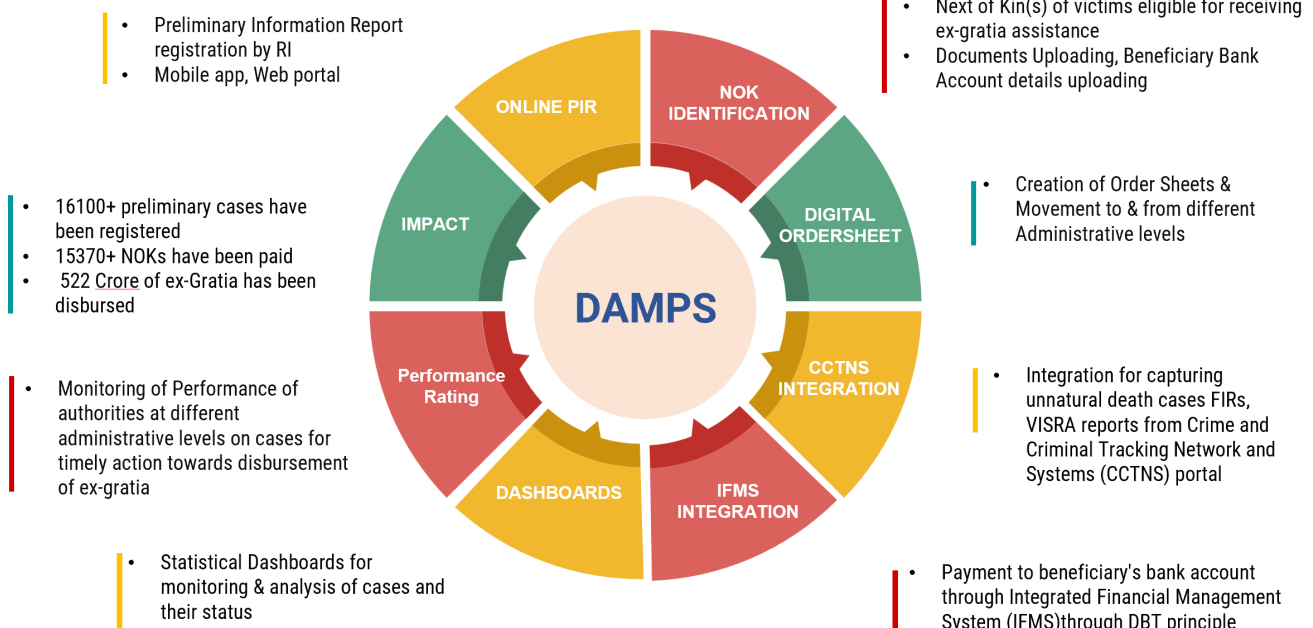 • Preliminary Information Report
registration by RI
• Mobile app, Web portal
• Next of Kin(s) of victims eligible for receiving
ex-gratia assistance
• Documents Uploading, Beneficiary Bank
Account details uploading
ONLINE PIR
NOK
IDENTIFICATION
• 16100+ preliminary cases have
been registered
• 15370+ NOKs have been paid
• 522 Crore of ex-Gratia has been
disbursed
IMPACT
DIGITAL
ORDERSHEET
• Creation of Order Sheets &
Movement to & from different
Administrative levels
DAMPS
• Monitoring of Performance of
authorities at different
administrative levels on cases for
timely action towards disbursement
of ex-gratia
Performance
Rating
CCTNS
INTEGRATION
• Integration for capturing
unnatural death cases FIRs,
VISRA reports from Crime and
Criminal Tracking Network and
Systems (CCTNS) portal
DASHBOARDS
IFMS
INTEGRATION
• Statistical Dashboards for
monitoring & analysis of cases and
their status
• Payment to beneficiary's bank account
through Integrated Financial Management
System (IFMS)through DBT principle